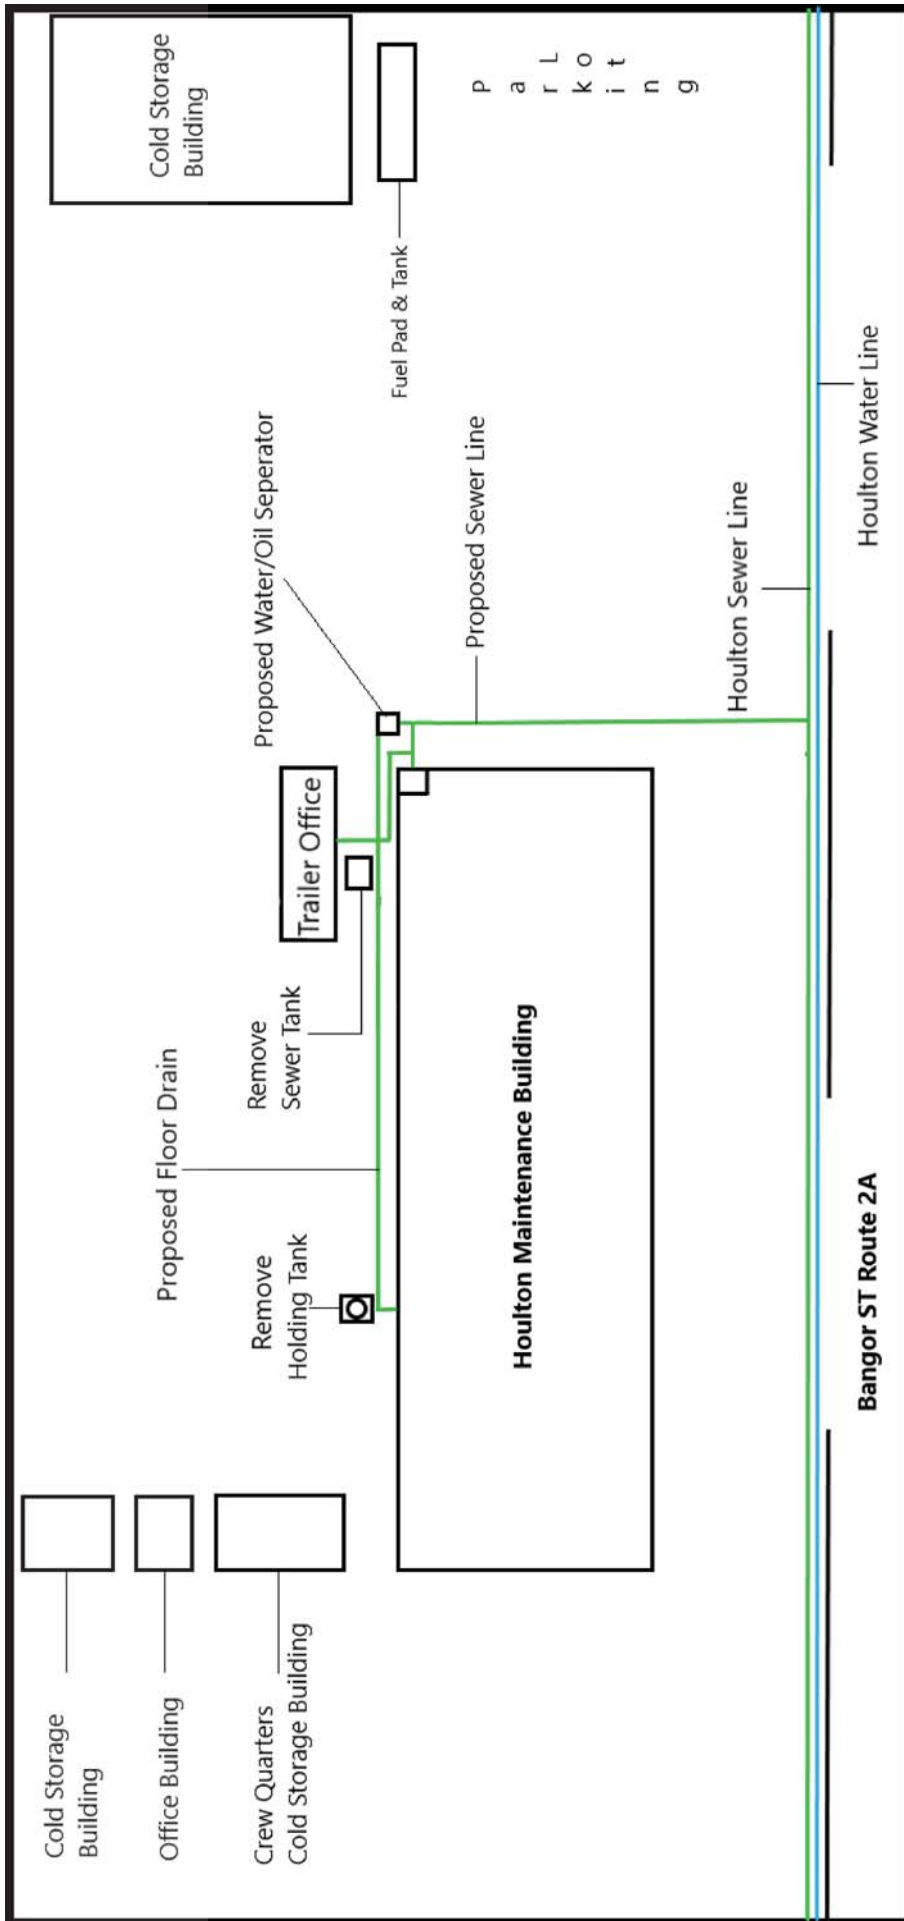 Cold Storage
Building
Office Building
Crew Quarters
Cold Storage Building
Proposed Floor Drain
Remove
Holding Tank
Remove
Sewer Tank
Trailer Office
Proposed Water/Oil Seperator
Cold Storage
Building
Fuel Pad & Tank
Parking
Lot
Proposed Sewer Line
Houlton Maintenance Building
Houlton Sewer Line
Houlton Water Line
Bangor ST Route 2A